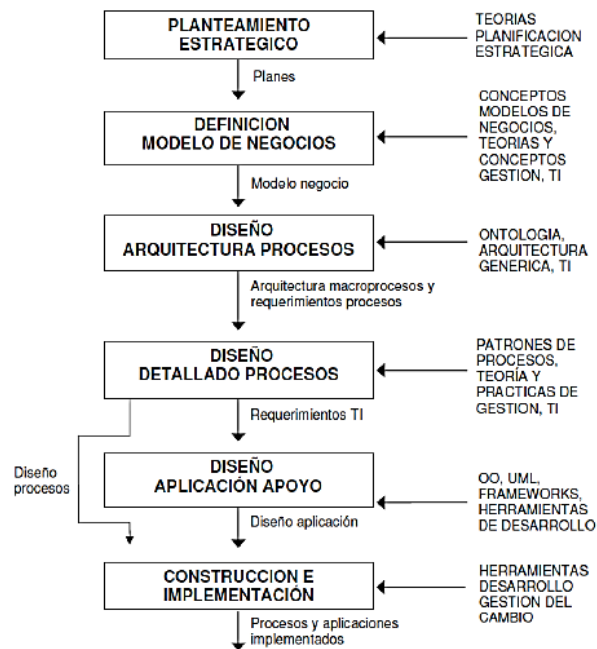 PLANTEAMIENTO
ESTRATEGICO
TEORIAS
PLANIFICACION
ESTRATEGICA
Planes
DEFINICION
MODELO DE NEGOCIOS
CONCEPTOS
MODELOS DE
NEGOCIOS,
TEORIAS Y
CONCEPTOS
GESTION, TI
Modelo negocio
DISEÑO
ARQUITECTURA PROCESOS
ONTOLOGIA,
ARQUITECTURA
GENERICA, TI
Arquitectura macroprocesos y
requerimientos procesos
DISEÑO
DETALLADO PROCESOS
PATRONES DE
PROCESOS,
TEORÍA Y
PRACTICAS DE
GESTION, TI
Requerimientos TI
Diseño
procesos
DISEÑO
APLICACIÓN APOYO
OO, UML,
FRAMEWORKS,
HERRAMIENTAS
DE DESARROLLO
Diseño aplicación
CONSTRUCCION E
IMPLEMENTACIÓN
HERRAMIENTAS
DESARROLLO
GESTION DEL
CAMBIO
Procesos y aplicaciones
implementados